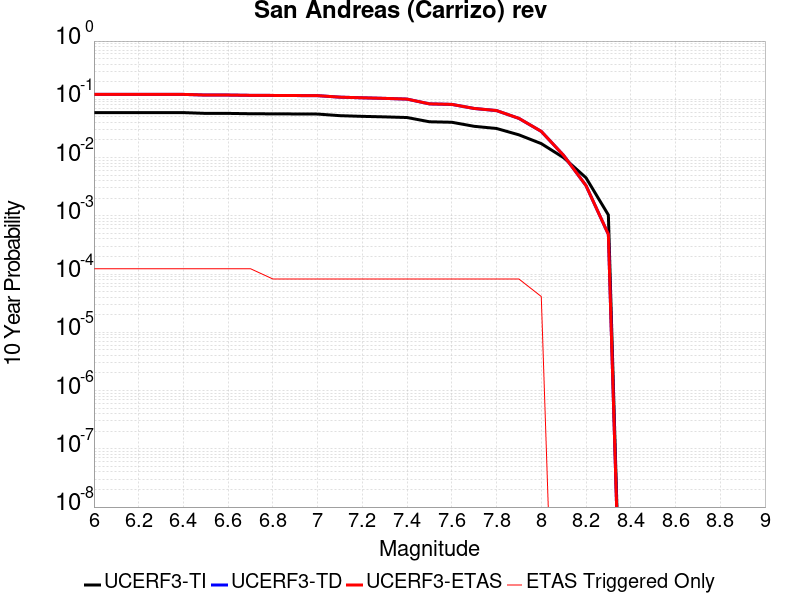 San Andreas (Carrizo) rev
10^0
10^-1
10^-2
10^-3
10^-4
10^-5
10^-6
10^-7
10^-8
10 Year Probability
6 6.2 6.4 6.6 6.8 7 7.2 7.4 7.6 7.8 8 8.2 8.4 8.6 8.8 9
Magnitude
UCERF3-TI UCERF3-TD UCERF3-ETAS ETAS Triggered Only